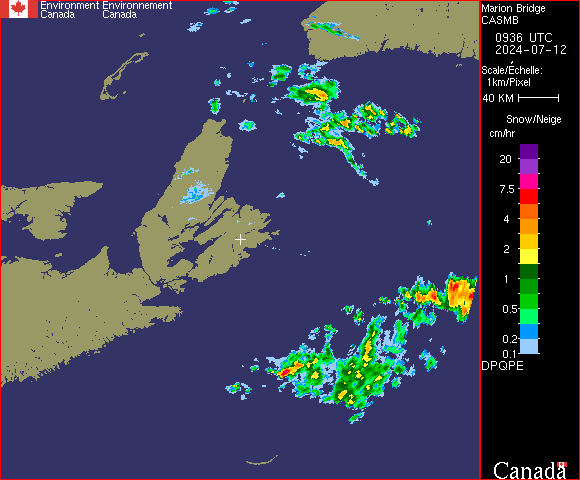 Environment Environnement
Canada Canada
Marion Bridge
CASMB
0936 UTC
2024-07-12
Scale/Échelle:
1km/Pixel
40 KM
Snow/Neige
cm/hr
20
7.5
4
2
1
0.5
0.2
0.1
DPQPE
Canada